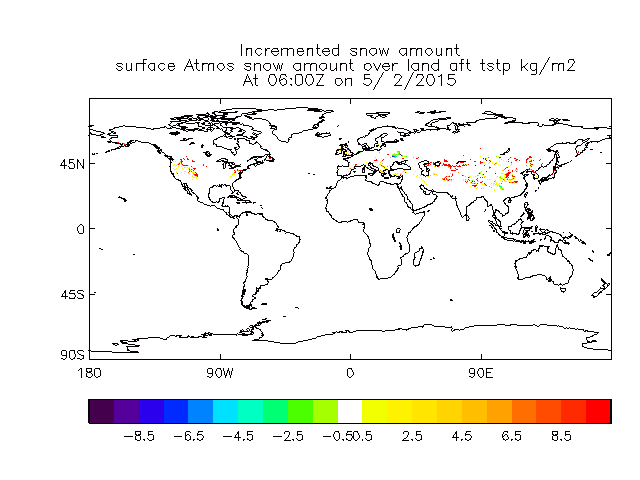 Incremented snow amount
surface Atmos snow amount over land aft tstp kg/m2
At 06:00Z on 5/ 2/2015
45N
0
45S
90S
180 90W 0 90E
-8.5 -6.5 -4.5 -2.5 -0.50.5 2.5 4.5 6.5 8.5